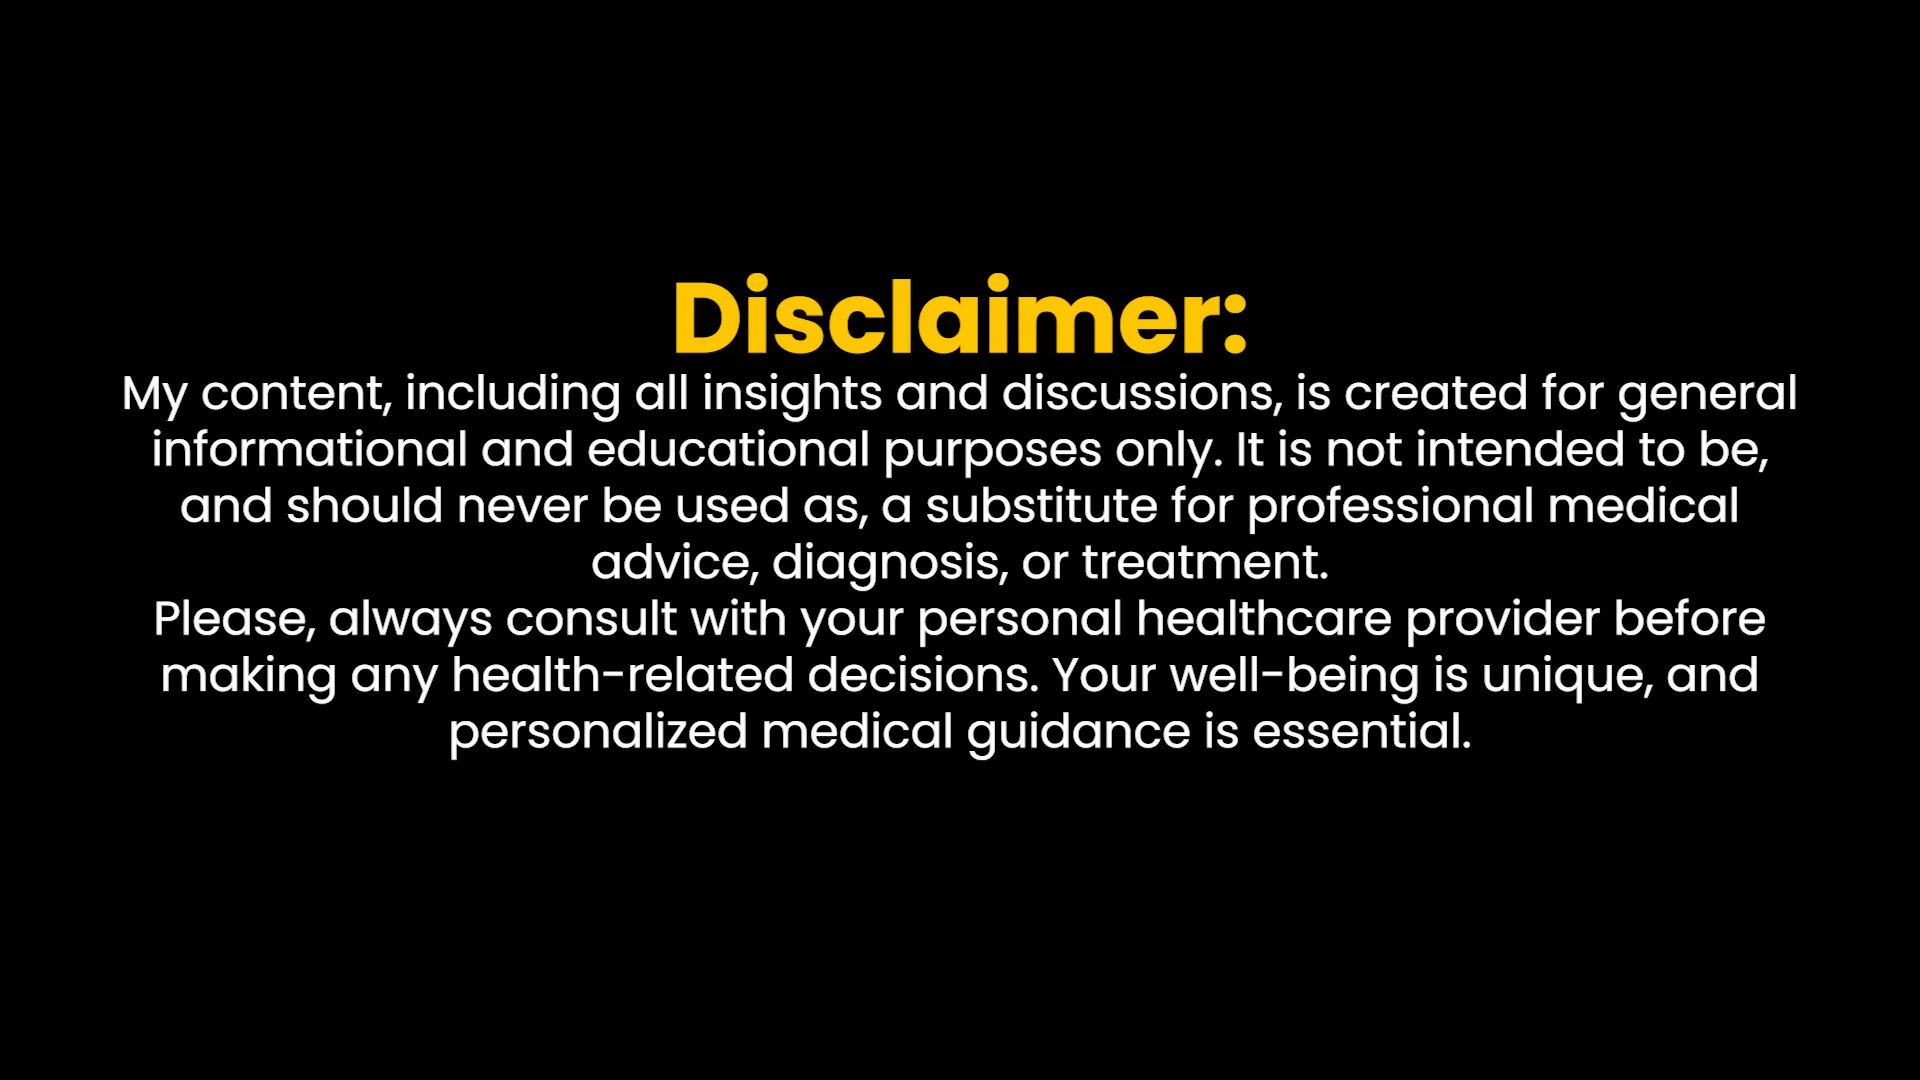 Disclaimer:
My content, including all insights and discussions, is created for general
informational and educational purposes only. It is not intended to be,
and should never be used as, a substitute for professional medical
advice, diagnosis, or treatment.
Please, always consult with your personal healthcare provider before
making any health-related decisions. Your well-being is unique, and
personalized medical guidance is essential.